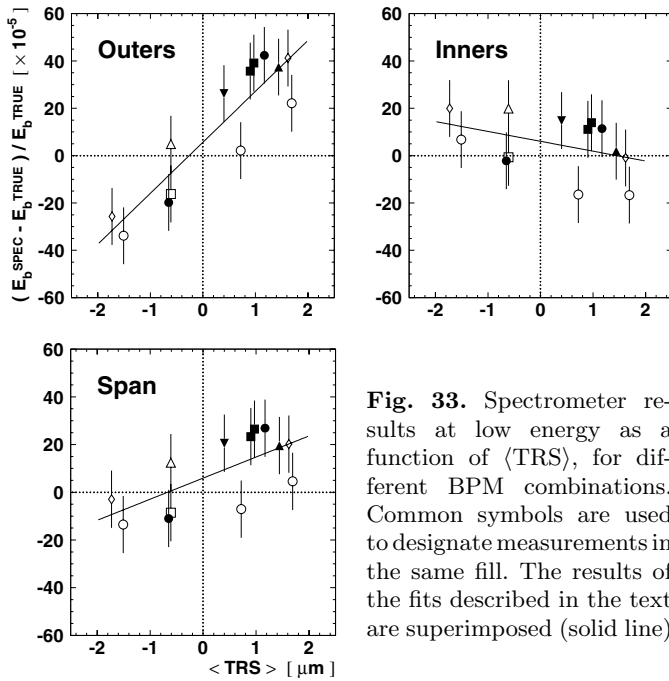 Outers
Inners
( E_b^SPEC - E_b^TRUE ) / E_b^TRUE [ × 10^-5 ]
60
40
20
0
-20
-40
-60
-2 -1 0 1 2
60
40
20
0
-20
-40
-60
-2 -1 0 1 2
Span
60
40
20
0
-20
-40
-60
-2 -1 0 1 2
< TRS > [ μm ]
Fig. 33. Spectrometer re-
sults at low energy as a
function of ⟨TRS⟩, for dif-
ferent BPM combinations.
Common symbols are used
to designate measurements in
the same fill. The results of
the fits described in the text
are superimposed (solid line)